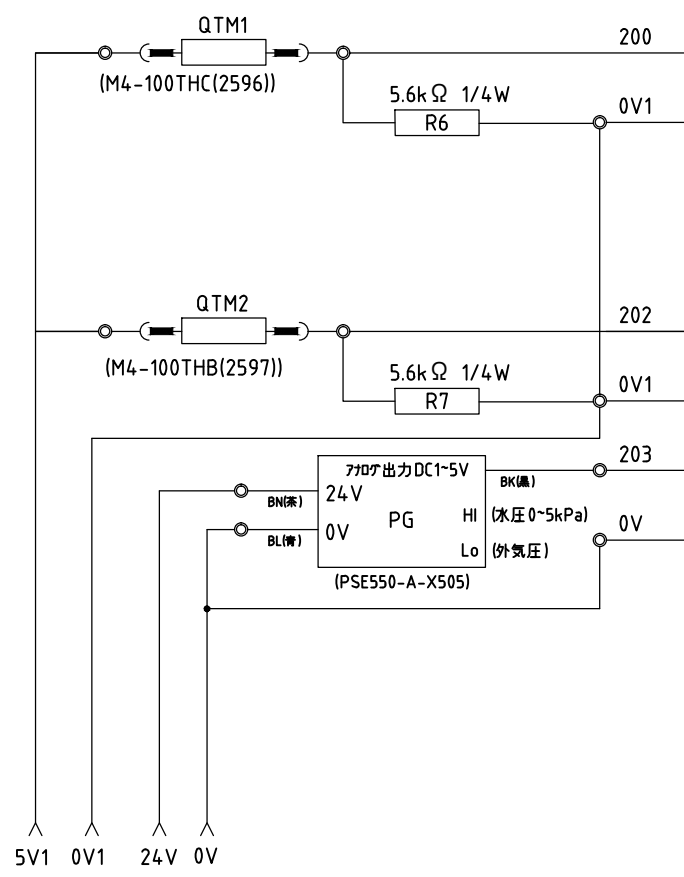 QTM1
200
(M4-100THC(2596))
5.6kΩ 1/4W
0V1
R6
QTM2
202
(M4-100THB(2597))
5.6kΩ 1/4W
0V1
R7
203
アナログ出力DC1~5V
BK(黒)
BN(茶)
24V
HI (水圧0~5kPa)
PG
0V
BL(青)
0V
Lo (外気圧)
(PSE550-A-X505)
5V1 0V1 24V 0V